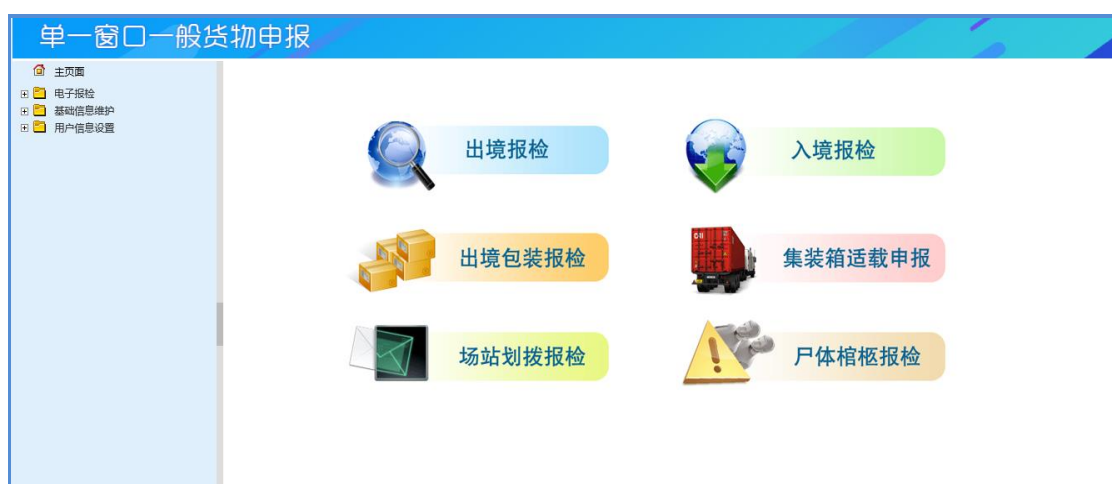 单一窗口一般货物申报
主页面
电子报检
基础信息维护
用户信息设置
出境报检
入境报检
出境包装报检
集装箱适载申报
场站划拨报检
尸体棺柩报检